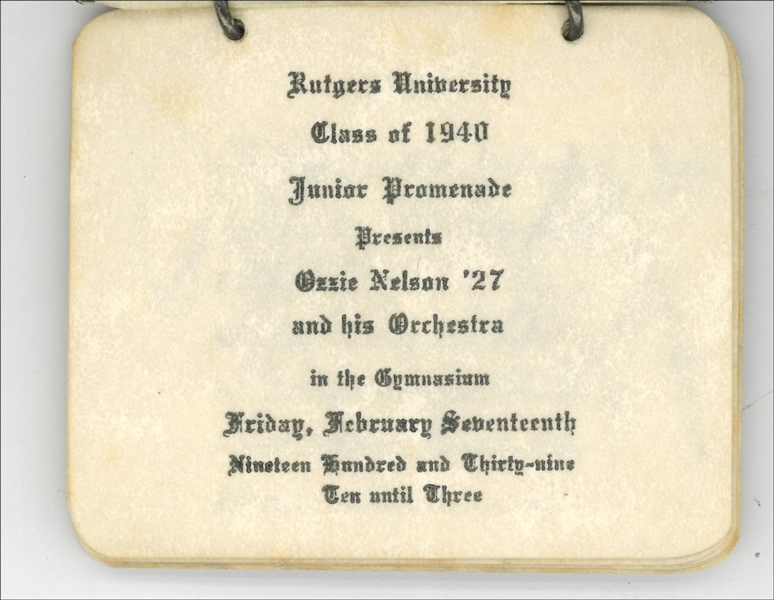 Rutgers University
Class of 1940
Junior Promenade
Presents
Ozzie Nelson '27
and his Orchestra
in the Gymnasium
Friday, February Seventeenth
Nineteen Hundred and Thirty-nine
Ten until Three